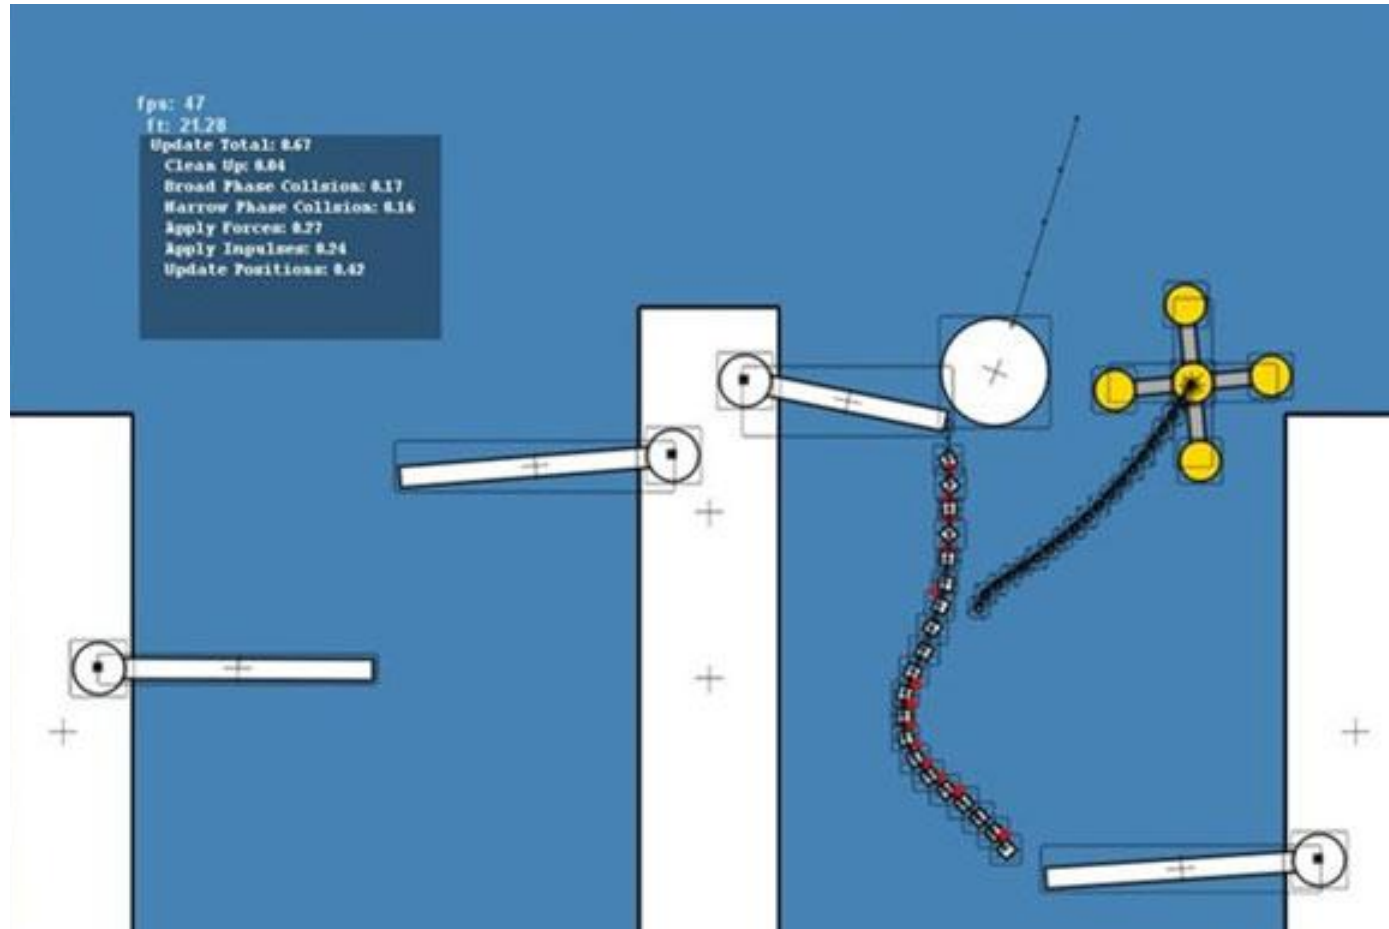 fps: 47
ft: 21.28
Update Total: 0.67
Clean Up: 0.04
Broad Phase Collsion: 0.17
Narrow Phase Collsion: 0.16
Apply Forces: 0.27
Apply Impulses: 0.24
Update Positions: 0.42